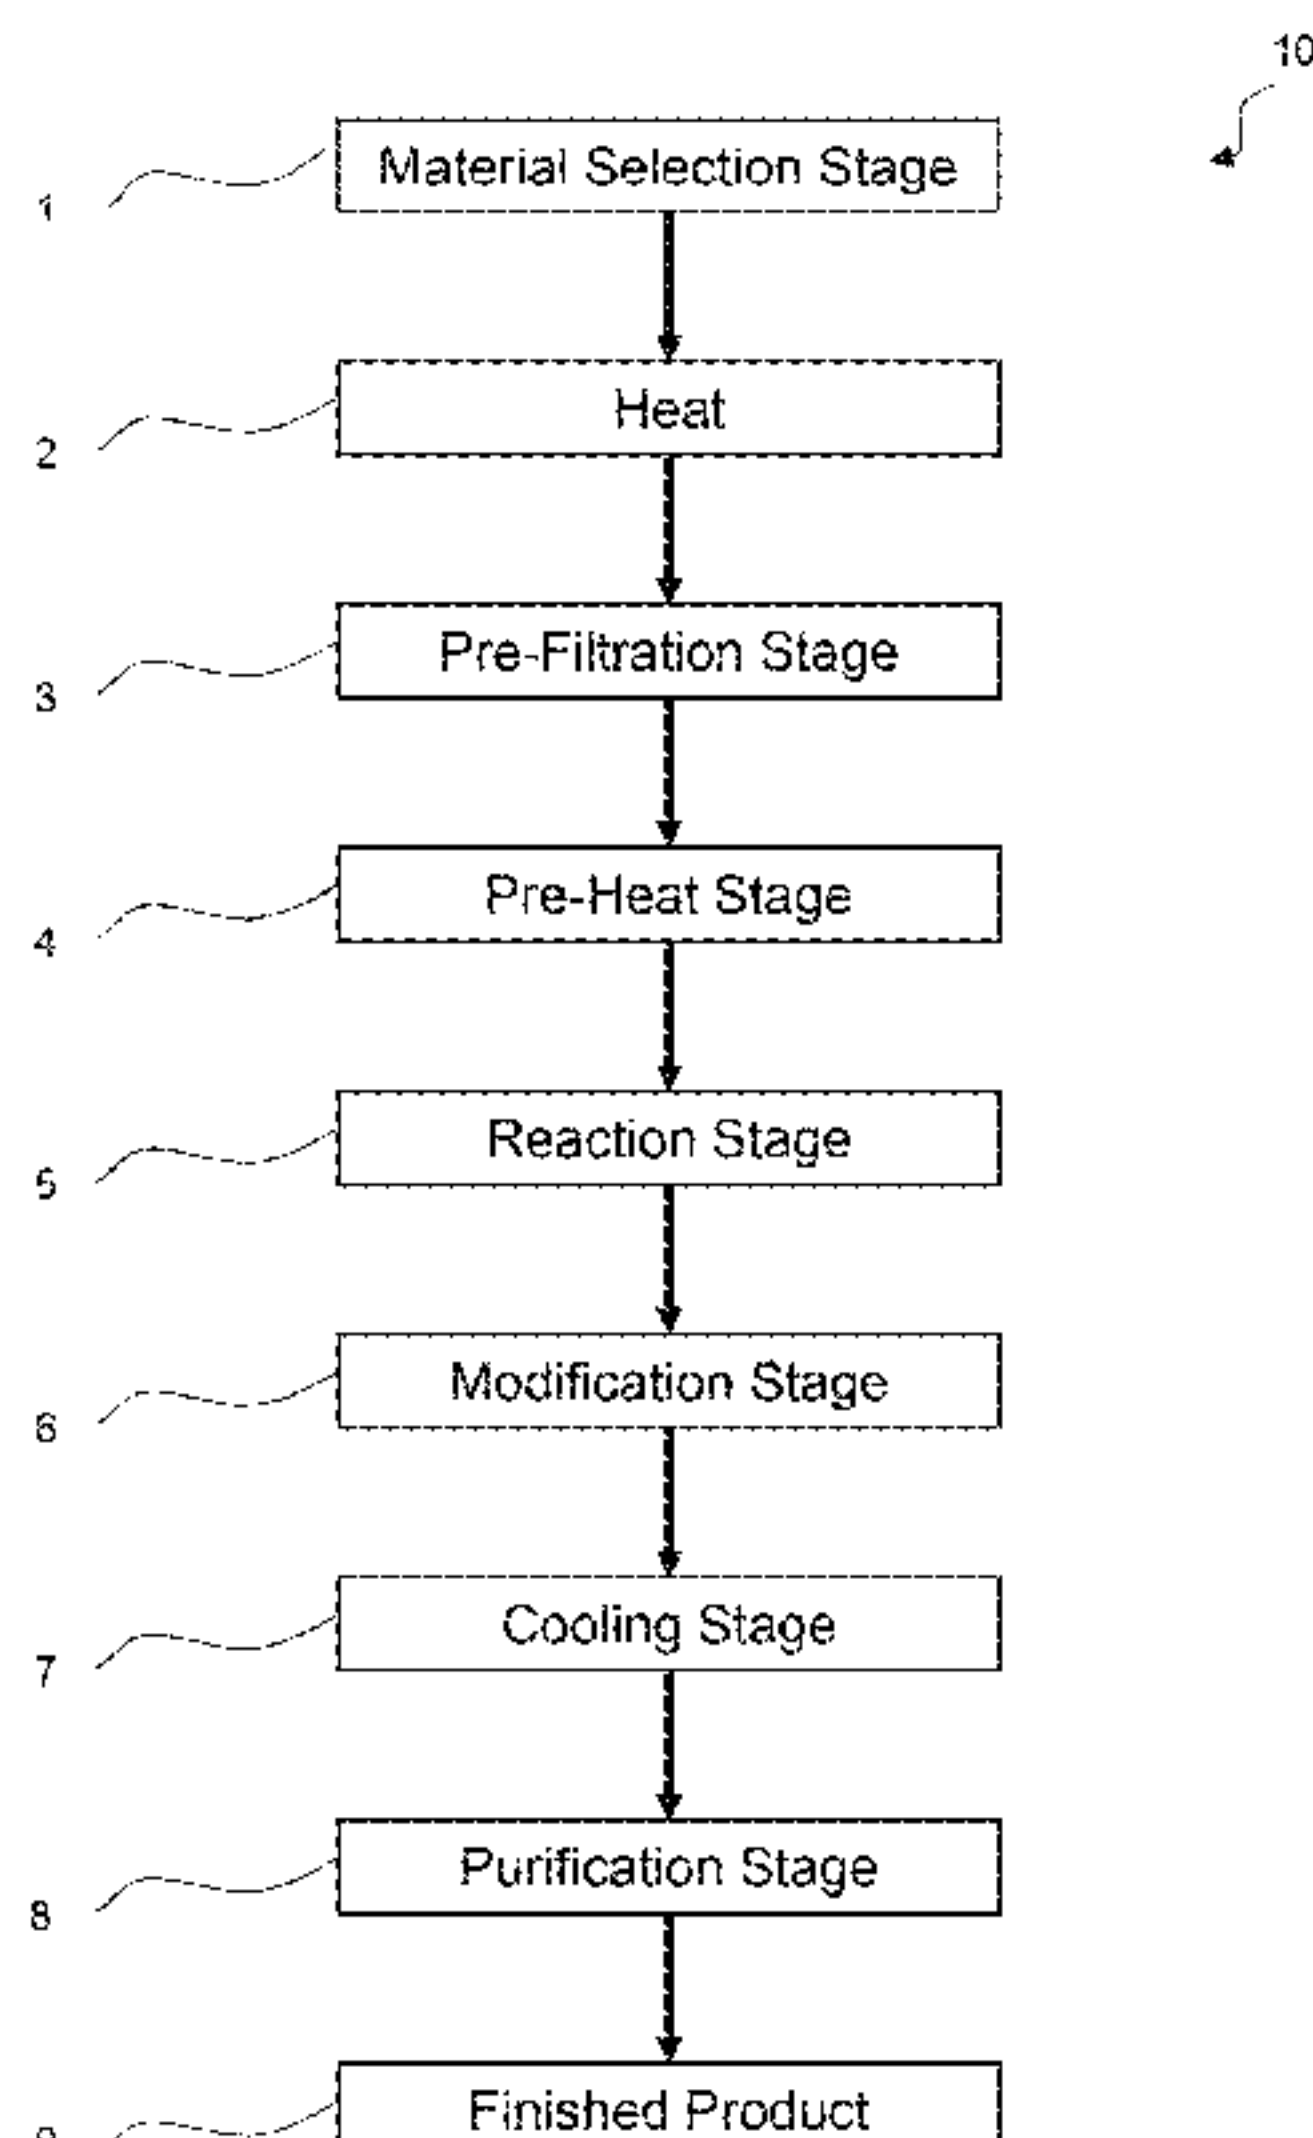 10
Material Selection Stage
1
Heat
2
Pre-Filtration Stage
3
Pre-Heat Stage
4
Reaction Stage
5
Modification Stage
6
Cooling Stage
7
Purification Stage
8
Finished Product